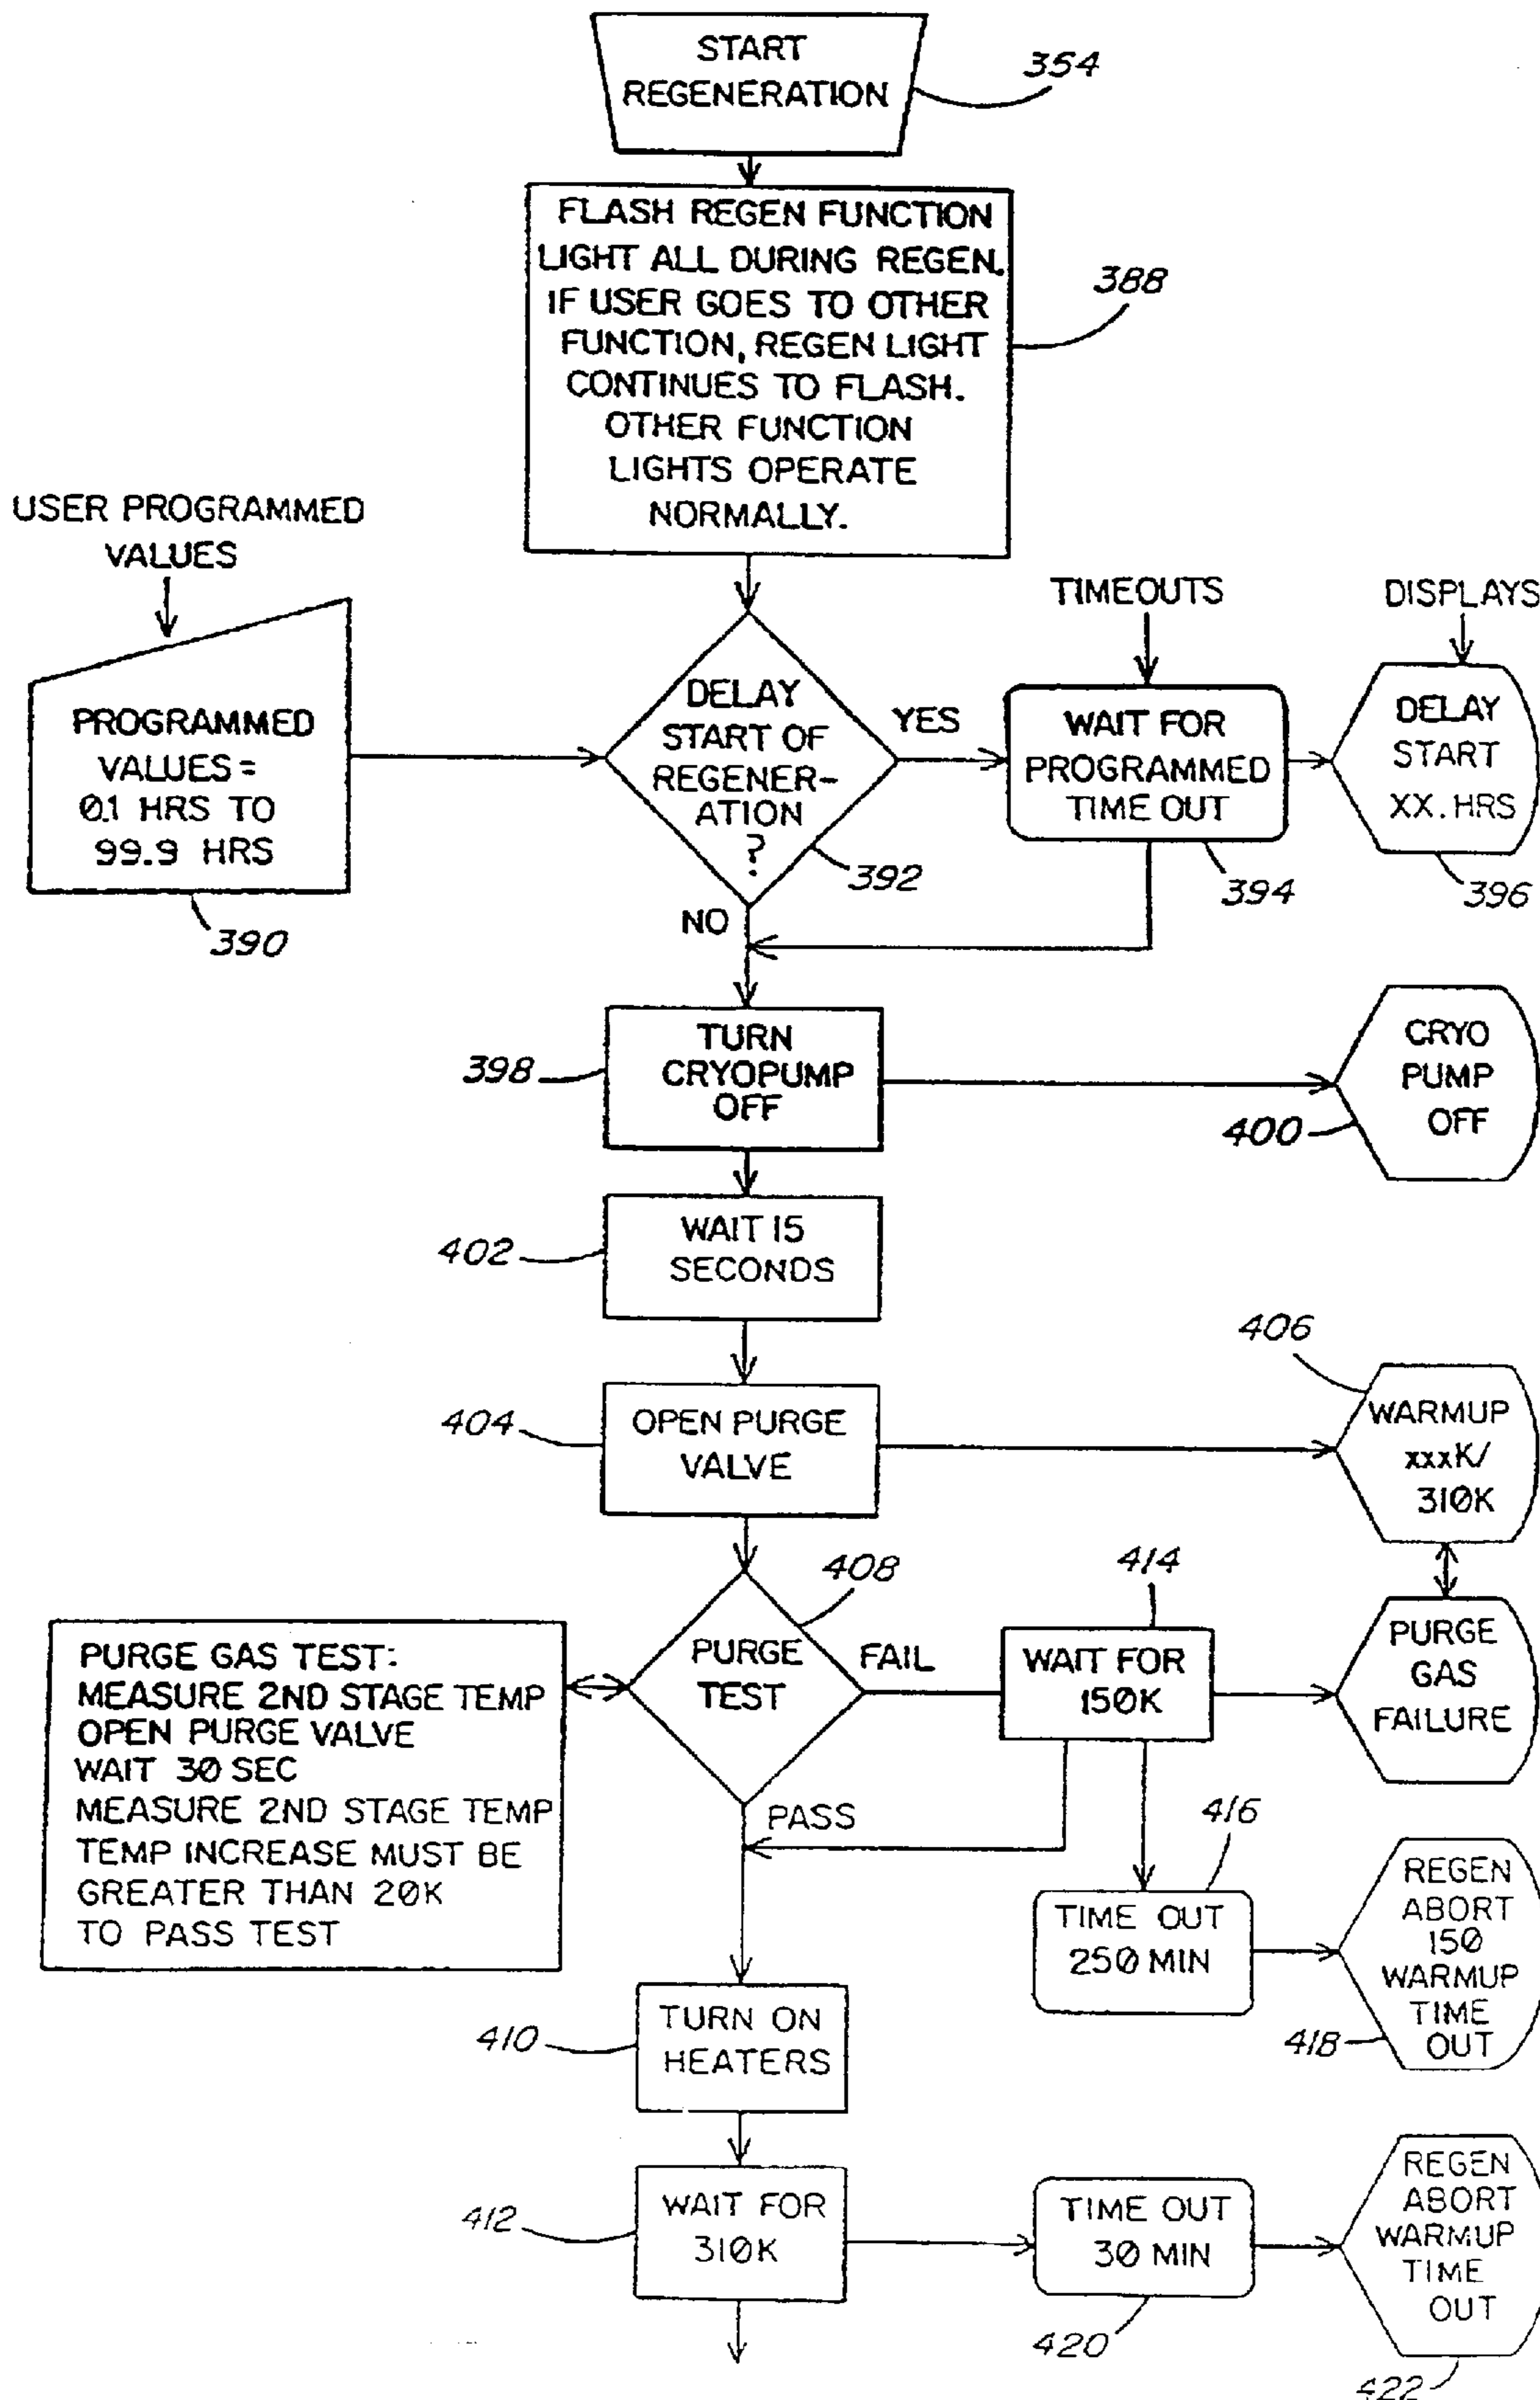 START
REGENERATION
354
FLASH REGEN FUNCTION
LIGHT ALL DURING REGEN.
IF USER GOES TO OTHER
FUNCTION, REGEN LIGHT
CONTINUES TO FLASH.
OTHER FUNCTION
LIGHTS OPERATE
NORMALLY.
388
USER PROGRAMMED
VALUES
PROGRAMMED
VALUES =
0.1 HRS TO
99.9 HRS
390
DELAY
START OF
REGENER-
ATION
?
392
YES
NO
TIMEOUTS
WAIT FOR
PROGRAMMED
TIME OUT
394
DISPLAYS
DELAY
START
XX. HRS
396
TURN
CRYOPUMP
OFF
398
CRYO
PUMP
OFF
400
WAIT 15
SECONDS
402
OPEN PURGE
VALVE
404
406
WARMUP
xxxK/
310K
PURGE GAS TEST:
MEASURE 2ND STAGE TEMP
OPEN PURGE VALVE
WAIT 30 SEC
MEASURE 2ND STAGE TEMP
TEMP INCREASE MUST BE
GREATER THAN 20K
TO PASS TEST
PURGE
TEST
408
FAIL
PASS
414
WAIT FOR
150K
PURGE
GAS
FAILURE
416
TIME OUT
250 MIN
REGEN
ABORT
150
WARMUP
TIME
OUT
418
TURN ON
HEATERS
410
WAIT FOR
310K
412
TIME OUT
30 MIN
420
REGEN
ABORT
WARMUP
TIME
OUT
422